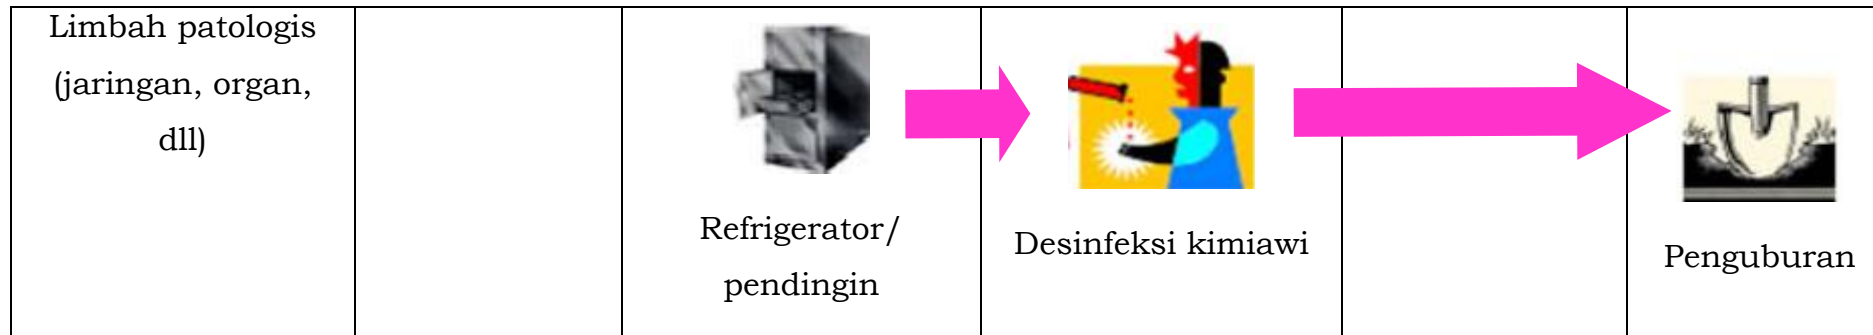 Limbah patologis
(jaringan, organ,
dll)
Refrigerator/
pendingin
Desinfeksi kimiawi
Penguburan